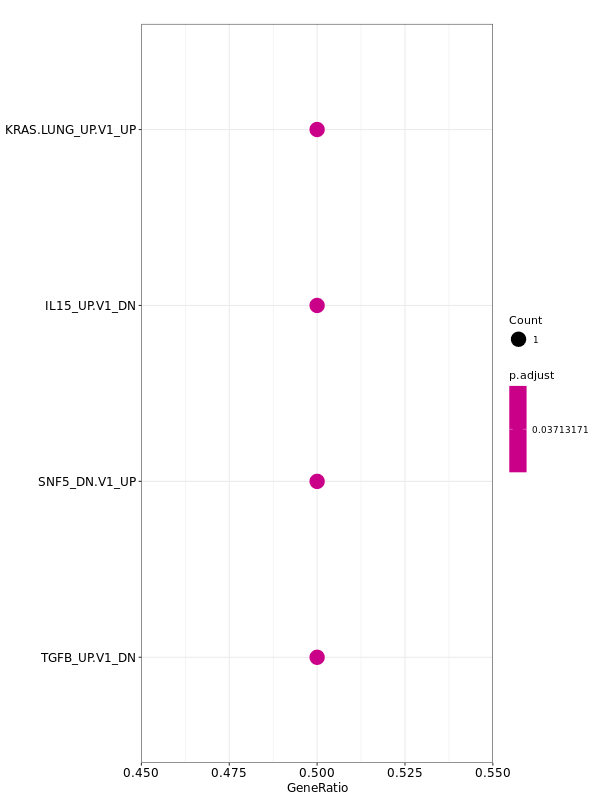 KRAS.LUNG_UP.V1_UP
IL15_UP.V1_DN
SNF5_DN.V1_UP
TGFB_UP.V1_DN
0.450 0.475 0.500 0.525 0.550
GeneRatio
Count
1
p.adjust
0.03713171